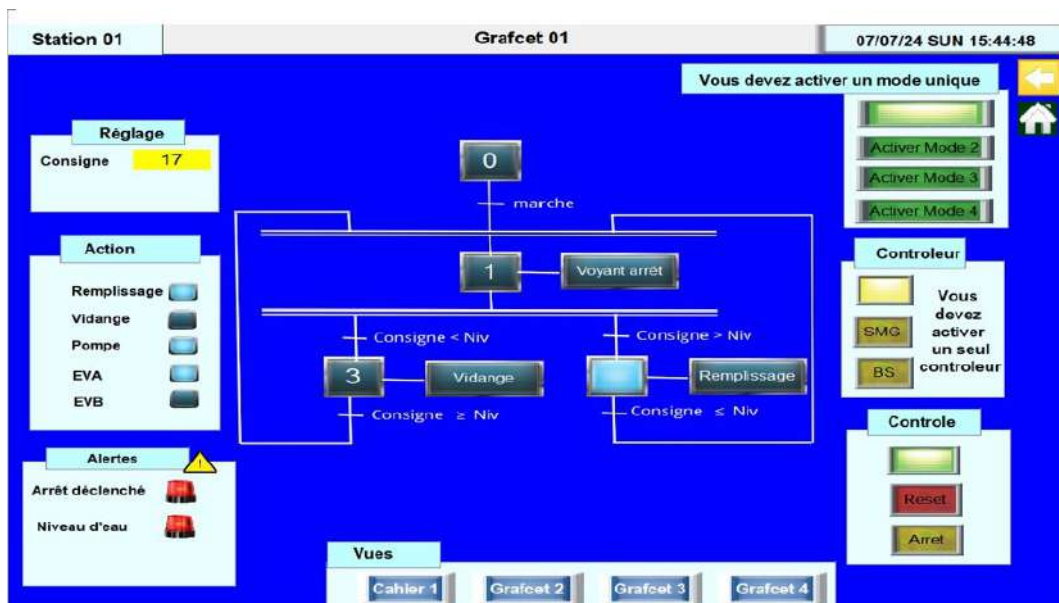 Station 01
Grafcet 01
07/07/24 SUN 15:44:48
Vous devez activer un mode unique
Activer Mode 2
Activer Mode 3
Activer Mode 4
Réglage
Consigne 17
0
marche
Action
Remplissage
Vidange
Pompe
EVA
EVB
1
Voyant arrêt
Consigne < Niv
Consigne > Niv
3
Vidange
Remplissage
Consigne ≥ Niv
Consigne ≤ Niv
Controleur
SMG
BS
Vous
devez
activer
un seul
controleur
Alertes
!
Arrêt déclenché
Niveau d'eau
Controle
Reset
Arret
Vues
Cahier 1
Grafcet 2
Grafcet 3
Grafcet 4